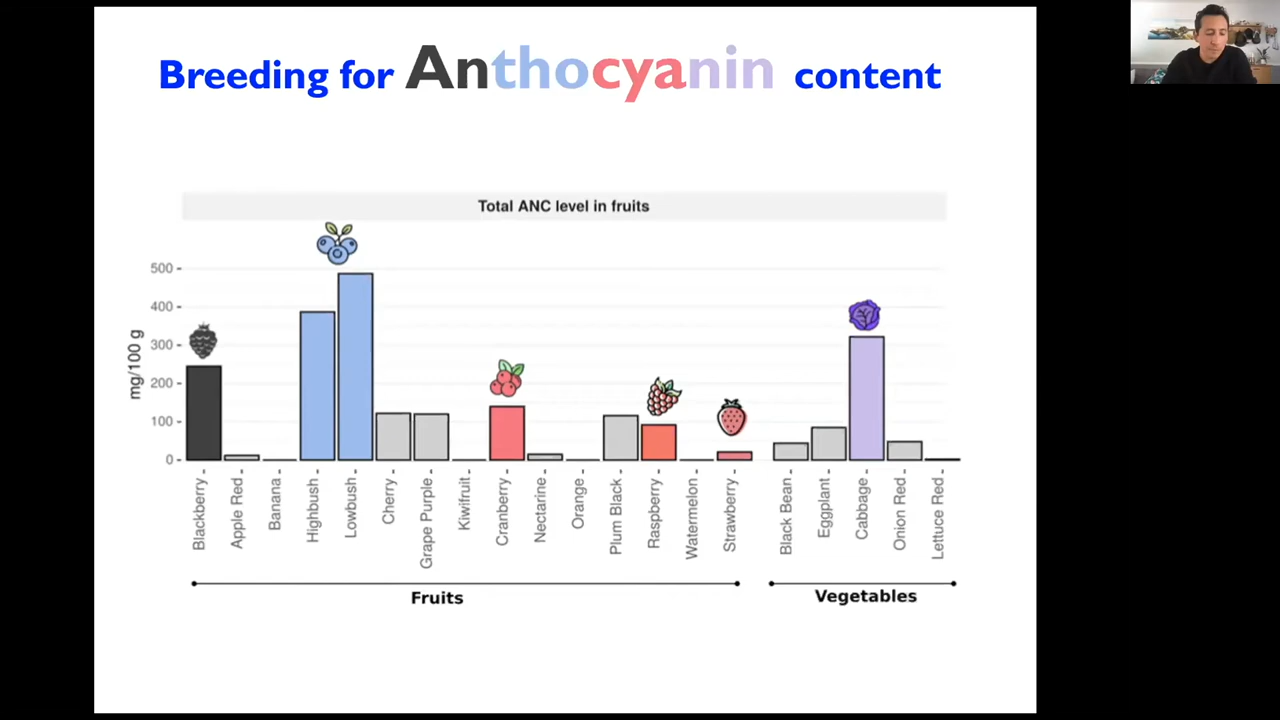 Breeding for Anthocyanin content
Total ANC level in fruits
mg/100 g
500
400
300
200
100
0
Blackberry
Apple Red
Banana
Highbush
Lowbush
Cherry
Grape Purple
Kiwifruit
Cranberry
Nectarine
Orange
Plum Black
Raspberry
Watermelon
Strawberry
Black Bean
Eggplant
Cabbage
Onion Red
Lettuce Red
Fruits
Vegetables